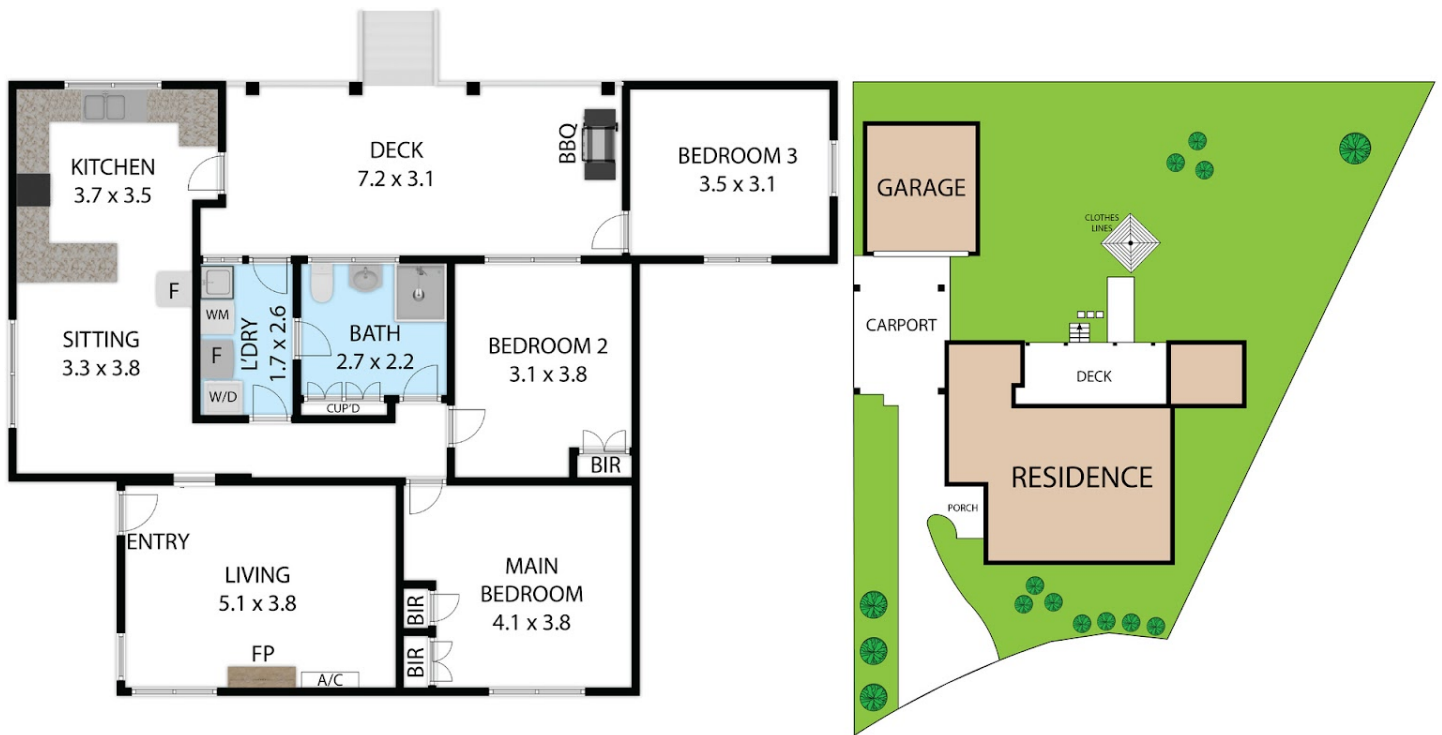 KITCHEN
3.7 x 3.5
DECK
7.2 x 3.1
BBQ
BEDROOM 3
3.5 x 3.1
F
SITTING
3.3 x 3.8
WM
F
W/D
L'DRY
1.7 x 2.6
BATH
2.7 x 2.2
CUP'D
BEDROOM 2
3.1 x 3.8
BIR
ENTRY
LIVING
5.1 x 3.8
FP
A/C
BIR
BIR
MAIN
BEDROOM
4.1 x 3.8
GARAGE
CLOTHES
LINES
CARPORT
DECK
RESIDENCE
PORCH